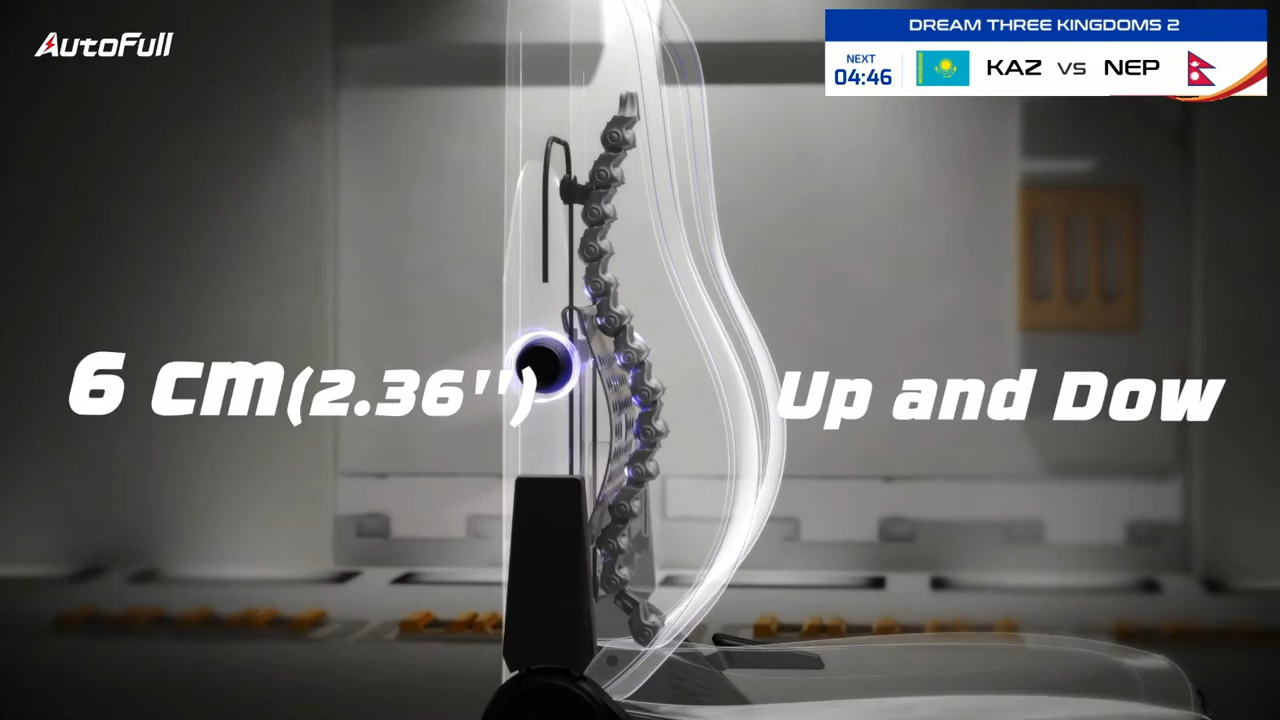 AutoFull
DREAM THREE KINGDOMS 2
NEXT
04:46
KAZ VS NEP
6 cm(2.36'')
Up and Dow